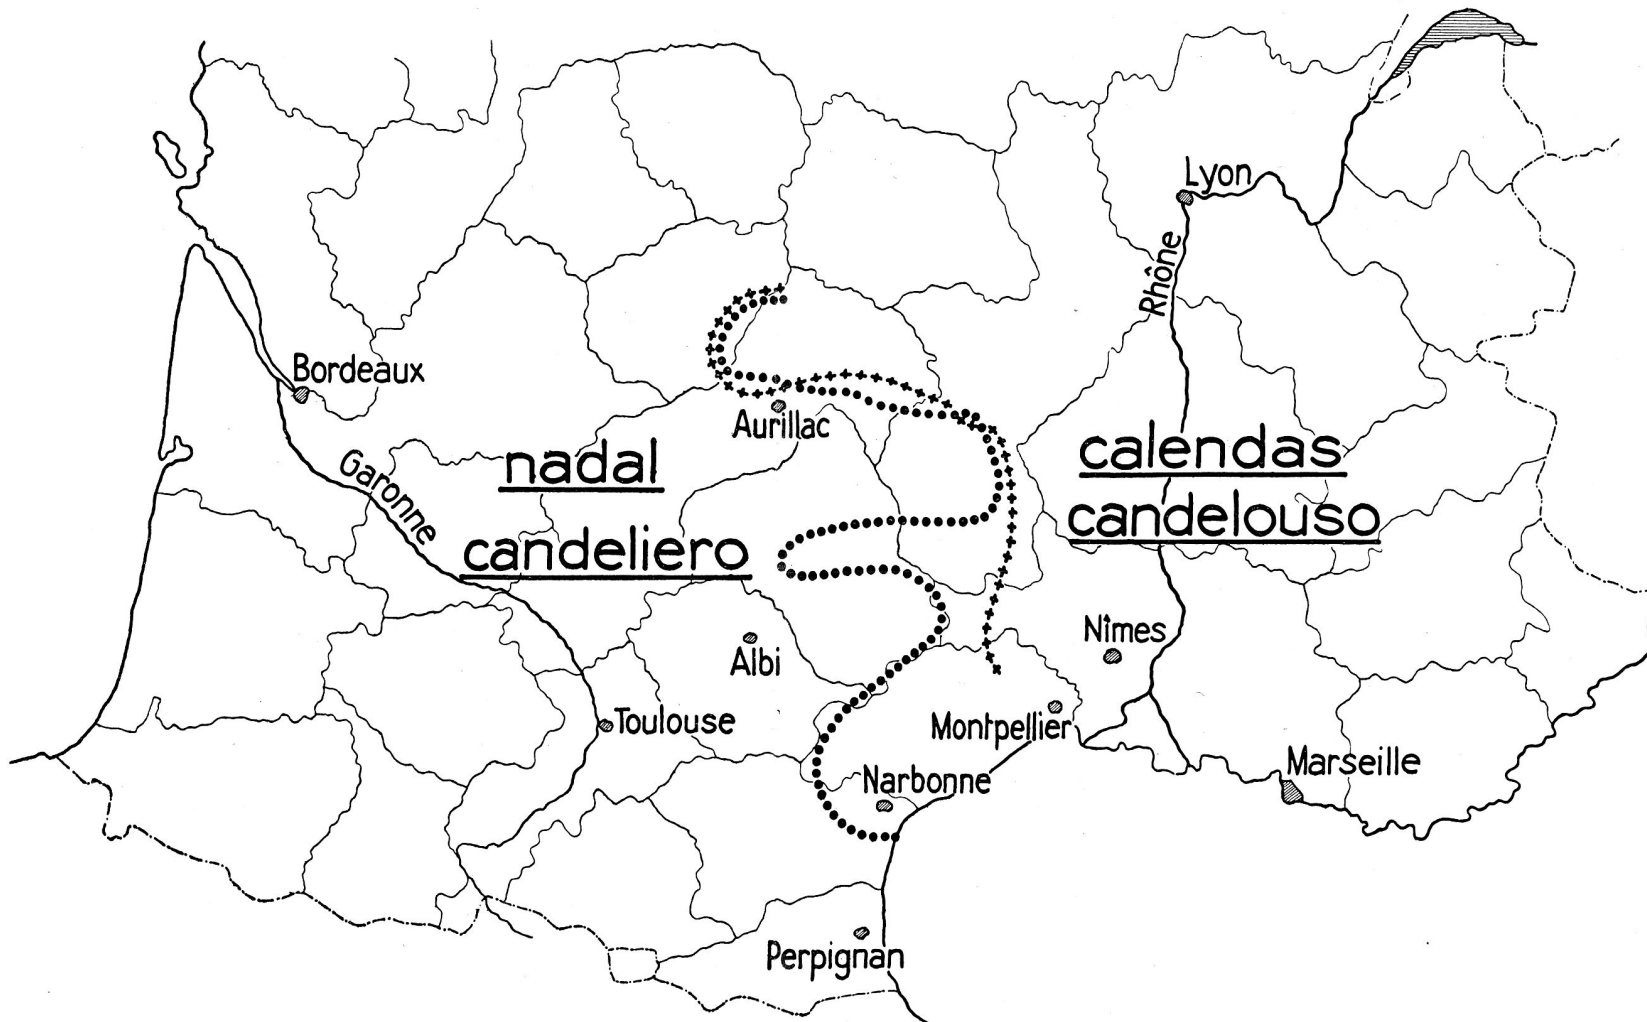 Lyon
Rhône
Bordeaux
Aurillac
Garonne
nadal
calendas
candeliero
candelouso
Albi
Nîmes
Toulouse
Montpellier
Narbonne
Marseille
Perpignan